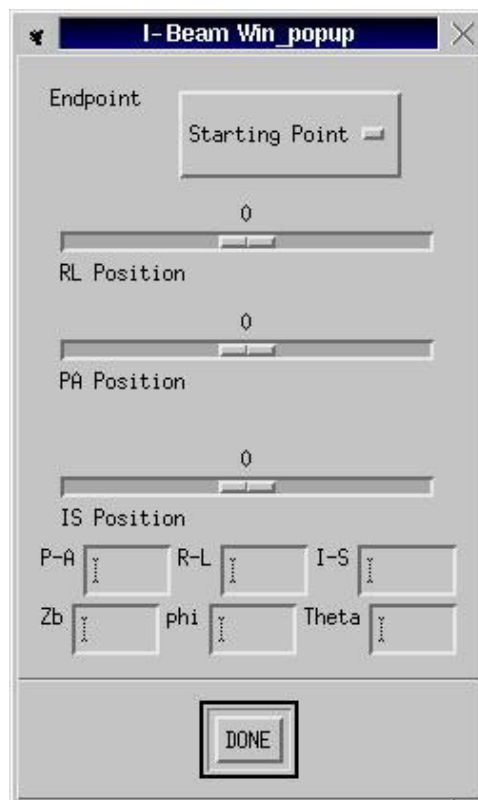 I-Beam Win_popup
Endpoint
Starting Point
0
RL Position
0
PA Position
0
IS Position
P-A R-L I-S
Zb phi Theta
DONE